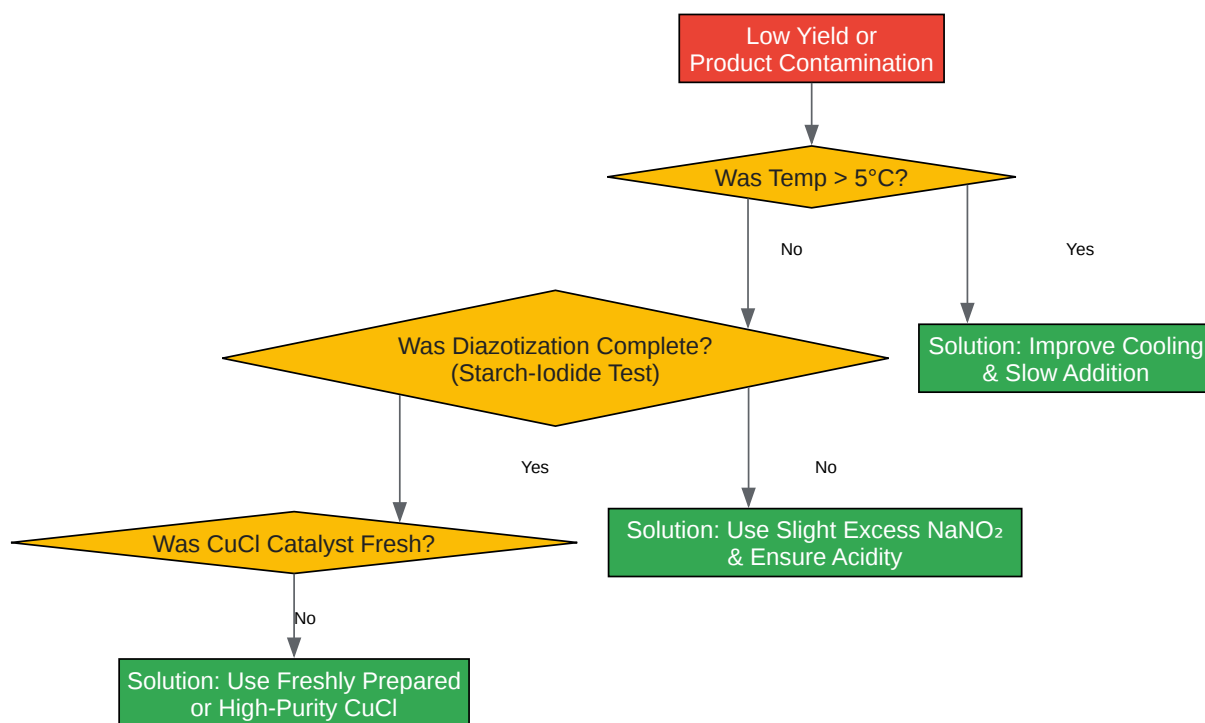 Low Yield or
Product Contamination
Was Temp > 5°C?
No
Yes
Was Diazotization Complete?
(Starch-Iodide Test)
Solution: Improve Cooling
& Slow Addition
Yes
No
Was CuCl Catalyst Fresh?
Solution: Use Slight Excess NaNO₂
& Ensure Acidity
No
Solution: Use Freshly Prepared
or High-Purity CuCl